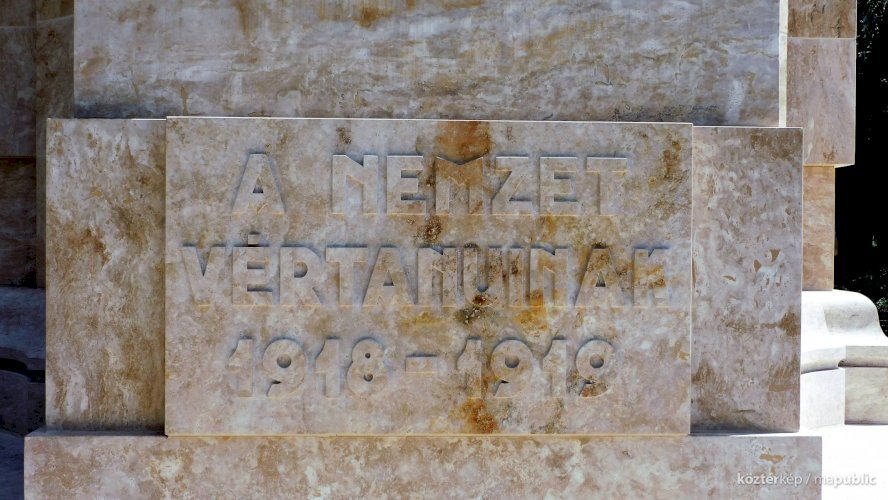 A NEMZET
VÉRTANUINAK
1918-1919
köztérkép / mapublic